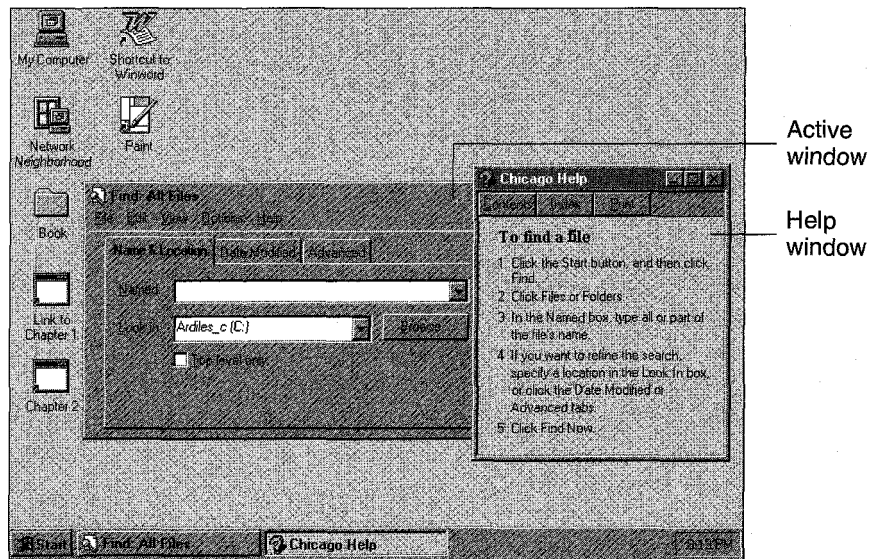 My Computer
Shortcut to
Winword
Network
Neighborhood
Paint
Book
Link to
Chapter 1
Chapter 2
Find: All Files
File Edit View Options Help
Name & Location Date Modified Advanced
Named:
Look in: Ardiles_c (C:) Browse...
Top level only
Chicago Help
Contents Index Print
To find a file
1 Click the Start button, and then click
Find.
2 Click Files or Folders.
3 In the Named box, type all or part of
the file's name.
4 If you want to refine the search,
specify a location in the Look In box,
or click the Date Modified or
Advanced tabs.
5 Click Find Now.
Active
window
Help
window
Start Find: All Files Chicago Help